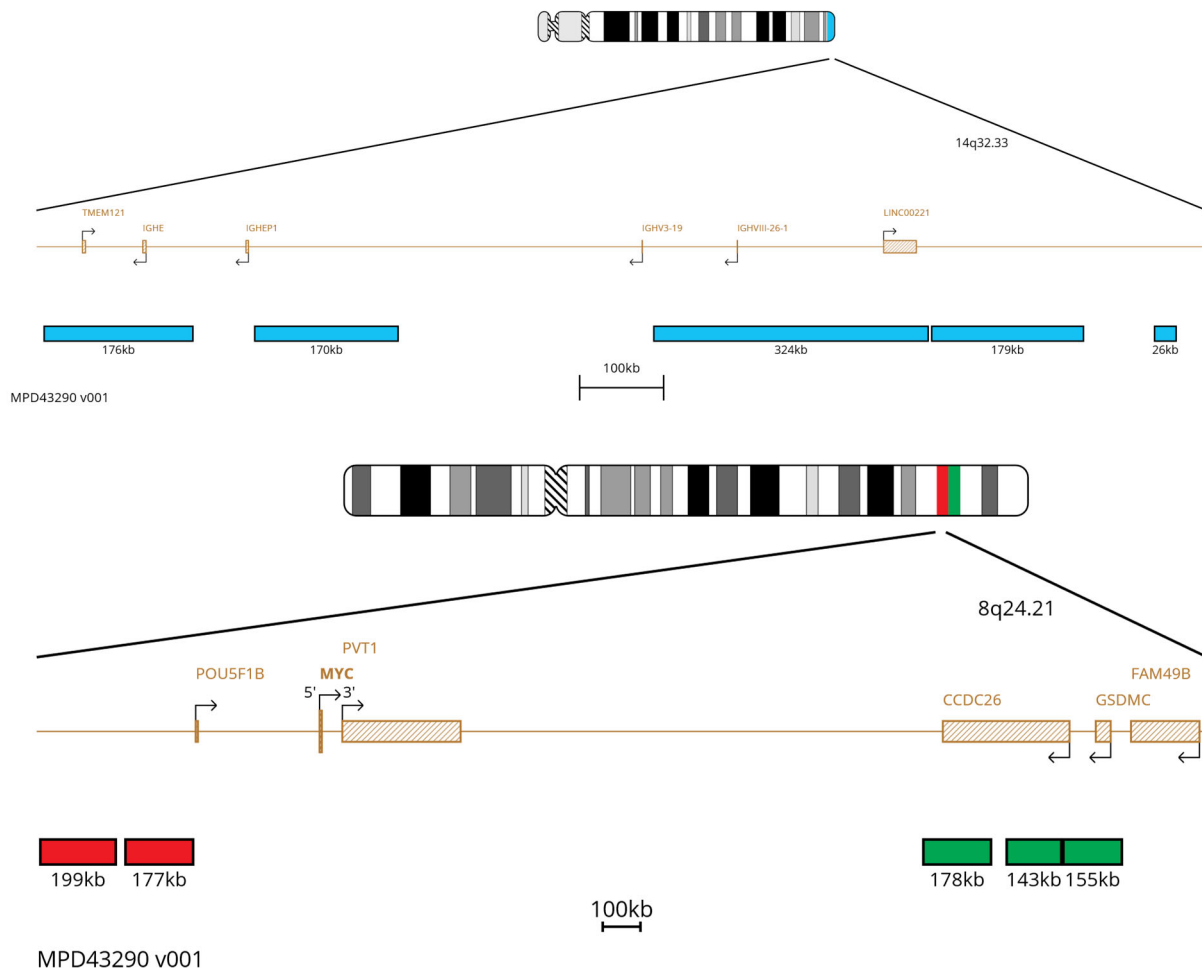 14q32.33
TMEM121
IGHE
IGHEP1
IGHV3-19
IGHVIII-26-1
LINC00221
176kb
170kb
324kb
179kb
26kb
100kb
MPD43290 v001
8q24.21
PVT1
POU5F1B
MYC
FAM49B
5'
3'
CCDC26
GSDMC
199kb
177kb
178kb
143kb
155kb
100kb
MPD43290 v001